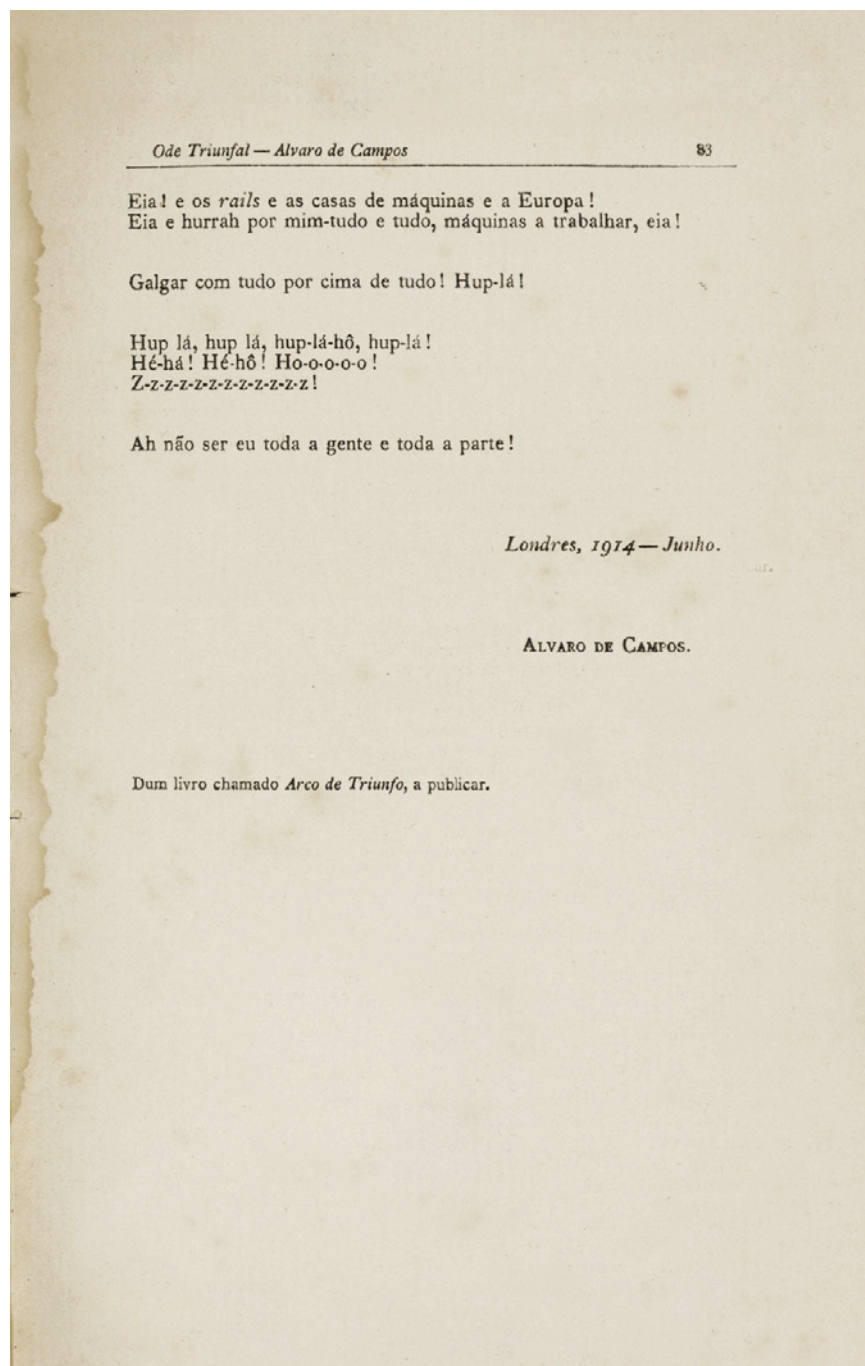 Ode Triunfal — Alvaro de Campos 83
Eia! e os rails e as casas de máquinas e a Europa!
Eia e hurrah por mim-tudo e tudo, máquinas a trabalhar, eia!
Galgar com tudo por cima de tudo! Hup-lá!
Hup lá, hup lá, hup-lá-hô, hup-lá!
Hé-há! Hé-hô! Ho-o-o-o-o!
Z-z-z-z-z-z-z-z-z-z-z-z!
Ah não ser eu toda a gente e toda a parte!
Londres, 1914 — Junho.
ALVARO DE CAMPOS.
Dum livro chamado Arco de Triunfo, a publicar.